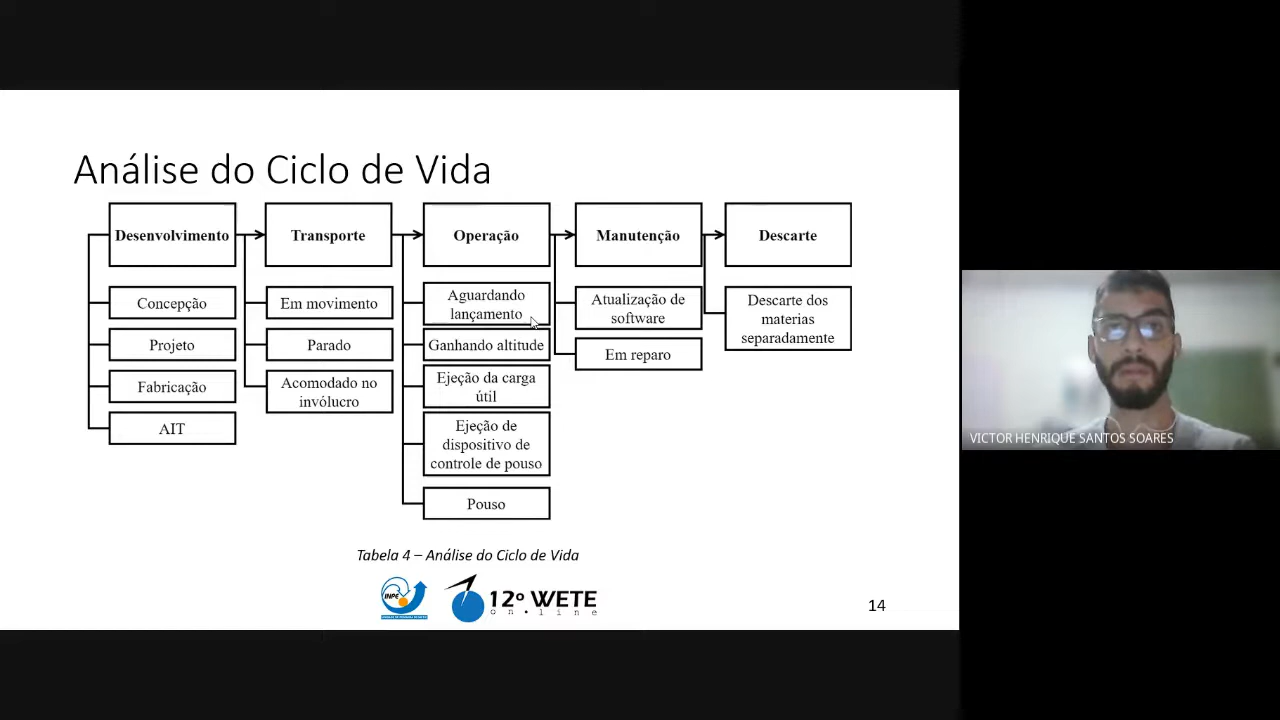 Análise do Ciclo de Vida
Desenvolvimento
Transporte
Operação
Manutenção
Descarte
Concepção
Projeto
Fabricação
AIT
Em movimento
Parado
Acomodado no
invólucro
Aguardando
lançamento
Ganhando altitude
Ejeção da carga
útil
Ejeção de
dispositivo de
controle de pouso
Pouso
Atualização de
software
Em reparo
Descarte dos
materias
separadamente
Tabela 4 – Análise do Ciclo de Vida
INPE
12º WETE
on.line
14
VICTOR HENRIQUE SANTOS SOARES